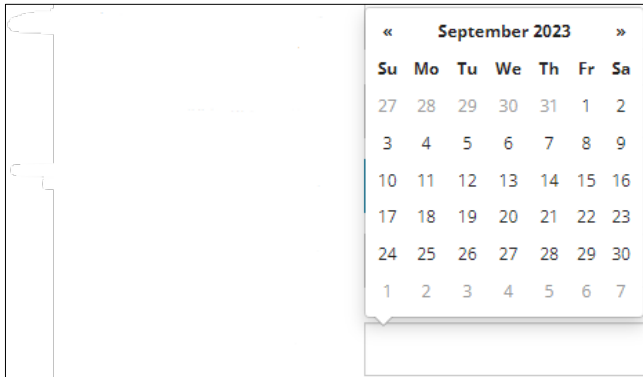 « September 2023 »
Su Mo Tu We Th Fr Sa
27 28 29 30 31 1 2
3 4 5 6 7 8 9
10 11 12 13 14 15 16
17 18 19 20 21 22 23
24 25 26 27 28 29 30
1 2 3 4 5 6 7